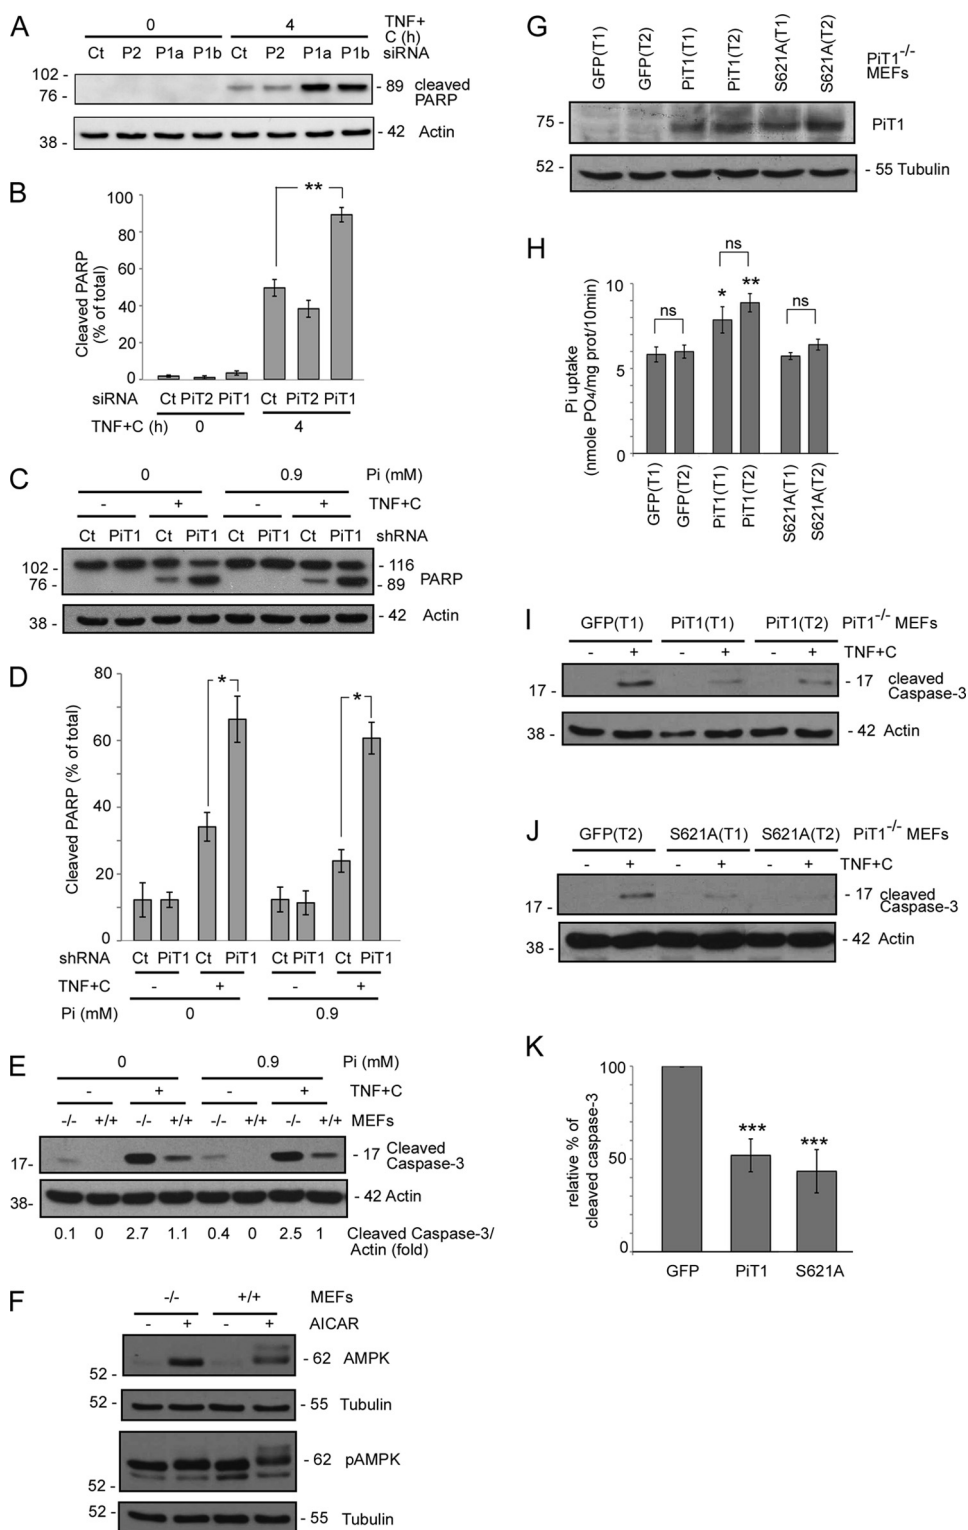 A
0 4 TNF+
C (h)
Ct P2 P1a P1b Ct P2 P1a P1b siRNA
102 -
76 -
- 89 cleaved
PARP
38 -
- 42 Actin
B
**
100
80
60
40
20
0
Cleaved PARP
(% of total)
siRNA Ct PiT2 PiT1 Ct PiT2 PiT1
TNF+C (h) 0 4
C
0 0.9 Pi (mM)
- + - + TNF+C
Ct PiT1 Ct PiT1 Ct PiT1 Ct PiT1 shRNA
102 -
76 -
- 116
- 89 PARP
38 -
- 42 Actin
D
80
60
40
20
0
Cleaved PARP (% of total)
* *
shRNA Ct PiT1 Ct PiT1 Ct PiT1 Ct PiT1
TNF+C - + - +
Pi (mM) 0 0.9
E
0 0.9 Pi (mM)
- + - + TNF+C
-/- +/+ -/- +/+ -/- +/+ -/- +/+ MEFs
17-
- 17 Cleaved
Caspase-3
38-
- 42 Actin
0.1 0 2.7 1.1 0.4 0 2.5 1 Cleaved Caspase-3/
Actin (fold)
F
-/- +/+ MEFs
- + - + AICAR
- 62 AMPK
52 -
52 -
- 55 Tubulin
- 62 pAMPK
52 -
52 -
- 55 Tubulin
G
GFP(T1) GFP(T2) PiT1(T1) PiT1(T2) S621A(T1) S621A(T2)
PiT1-/-
MEFs
75 -
PiT1
52 -
- 55 Tubulin
H
ns
* **
ns ns
10
5
0
Pi uptake
(nmole PO4/mg prot/10min)
GFP(T1) GFP(T2) PiT1(T1) PiT1(T2) S621A(T1) S621A(T2)
I
GFP(T1) PiT1(T1) PiT1(T2) PiT1-/- MEFs
- + - + - + TNF+C
17 -
- 17 cleaved
Caspase-3
38 -
- 42 Actin
J
GFP(T2) S621A(T1) S621A(T2) PiT1-/- MEFs
- + - + - + TNF+C
17 -
- 17 cleaved
Caspase-3
38 -
- 42 Actin
K
100
50
0
relative % of
cleaved caspase-3
*** ***
GFP PiT1 S621A